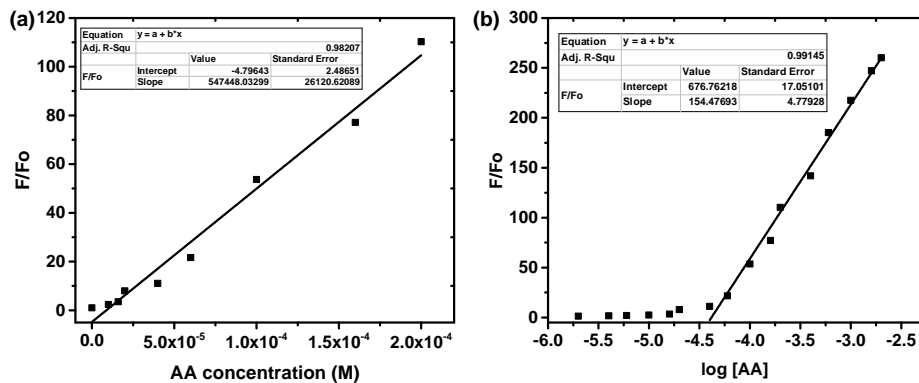 (a)
Equation y = a + b*x
Adj. R-Squ 0.98207
Value Standard Error
F/Fo Intercept -4.79643 2.48651
Slope 547448.03299 26120.62089
120
100
80
60
40
20
0
F/Fo
0.0 5.0x10⁻⁵ 1.0x10⁻⁴ 1.5x10⁻⁴ 2.0x10⁻⁴
AA concentration (M)
(b)
Equation y = a + b*x
Adj. R-Squ 0.99145
Value Standard Error
F/Fo Intercept 676.76218 17.05101
Slope 154.47693 4.77928
300
250
200
150
100
50
0
F/Fo
-6.0 -5.5 -5.0 -4.5 -4.0 -3.5 -3.0 -2.5
log [AA]